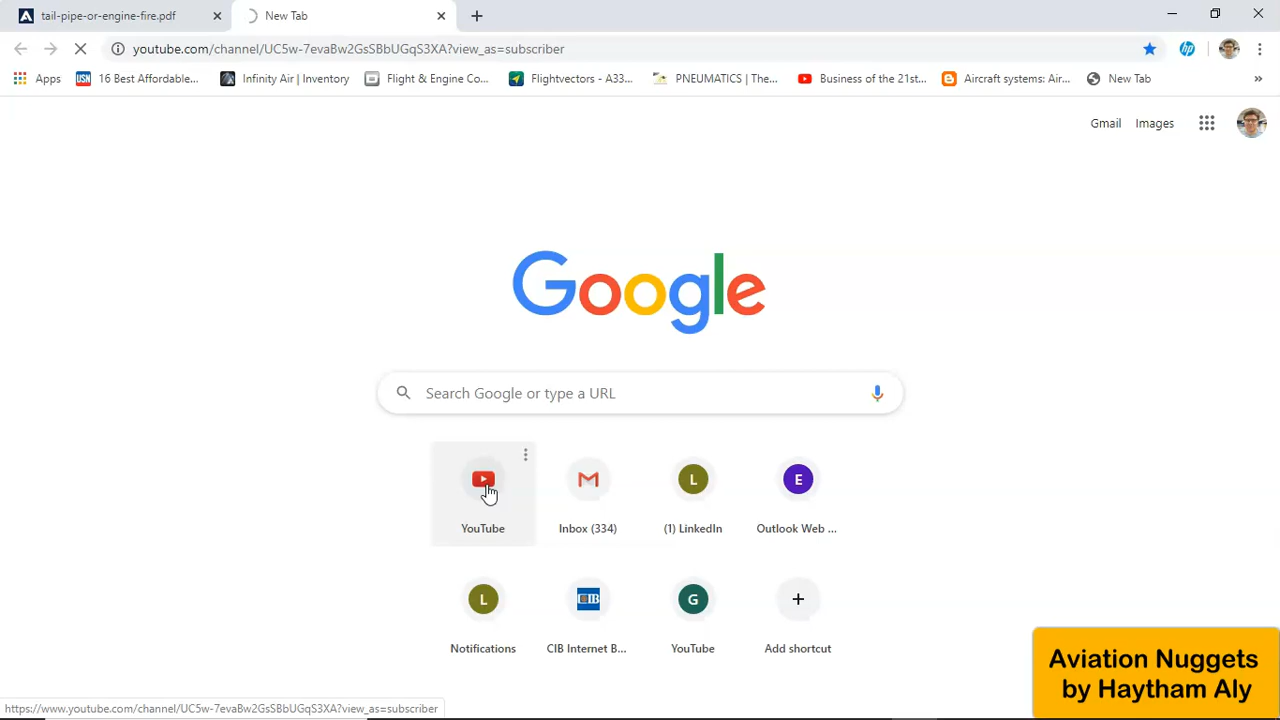 tail-pipe-or-engine-fire.pdf
New Tab
youtube.com/channel/UC5w-7evaBw2GsSBbUGqS3XA?view_as=subscriber
Apps
USN 16 Best Affordable...
Infinity Air | Inventory
Flight & Engine Co...
Flightvectors - A33...
PNEUMATICS | The...
Business of the 21st...
Aircraft systems: Air...
New Tab
»
Gmail
Images
Google
Search Google or type a URL
YouTube
Inbox (334)
L
(1) LinkedIn
E
Outlook Web ...
L
Notifications
CIB
CIB Internet B...
G
YouTube
Add shortcut
Aviation Nuggets
by Haytham Aly
https://www.youtube.com/channel/UC5w-7evaBw2GsSBbUGqS3XA?view_as=subscriber